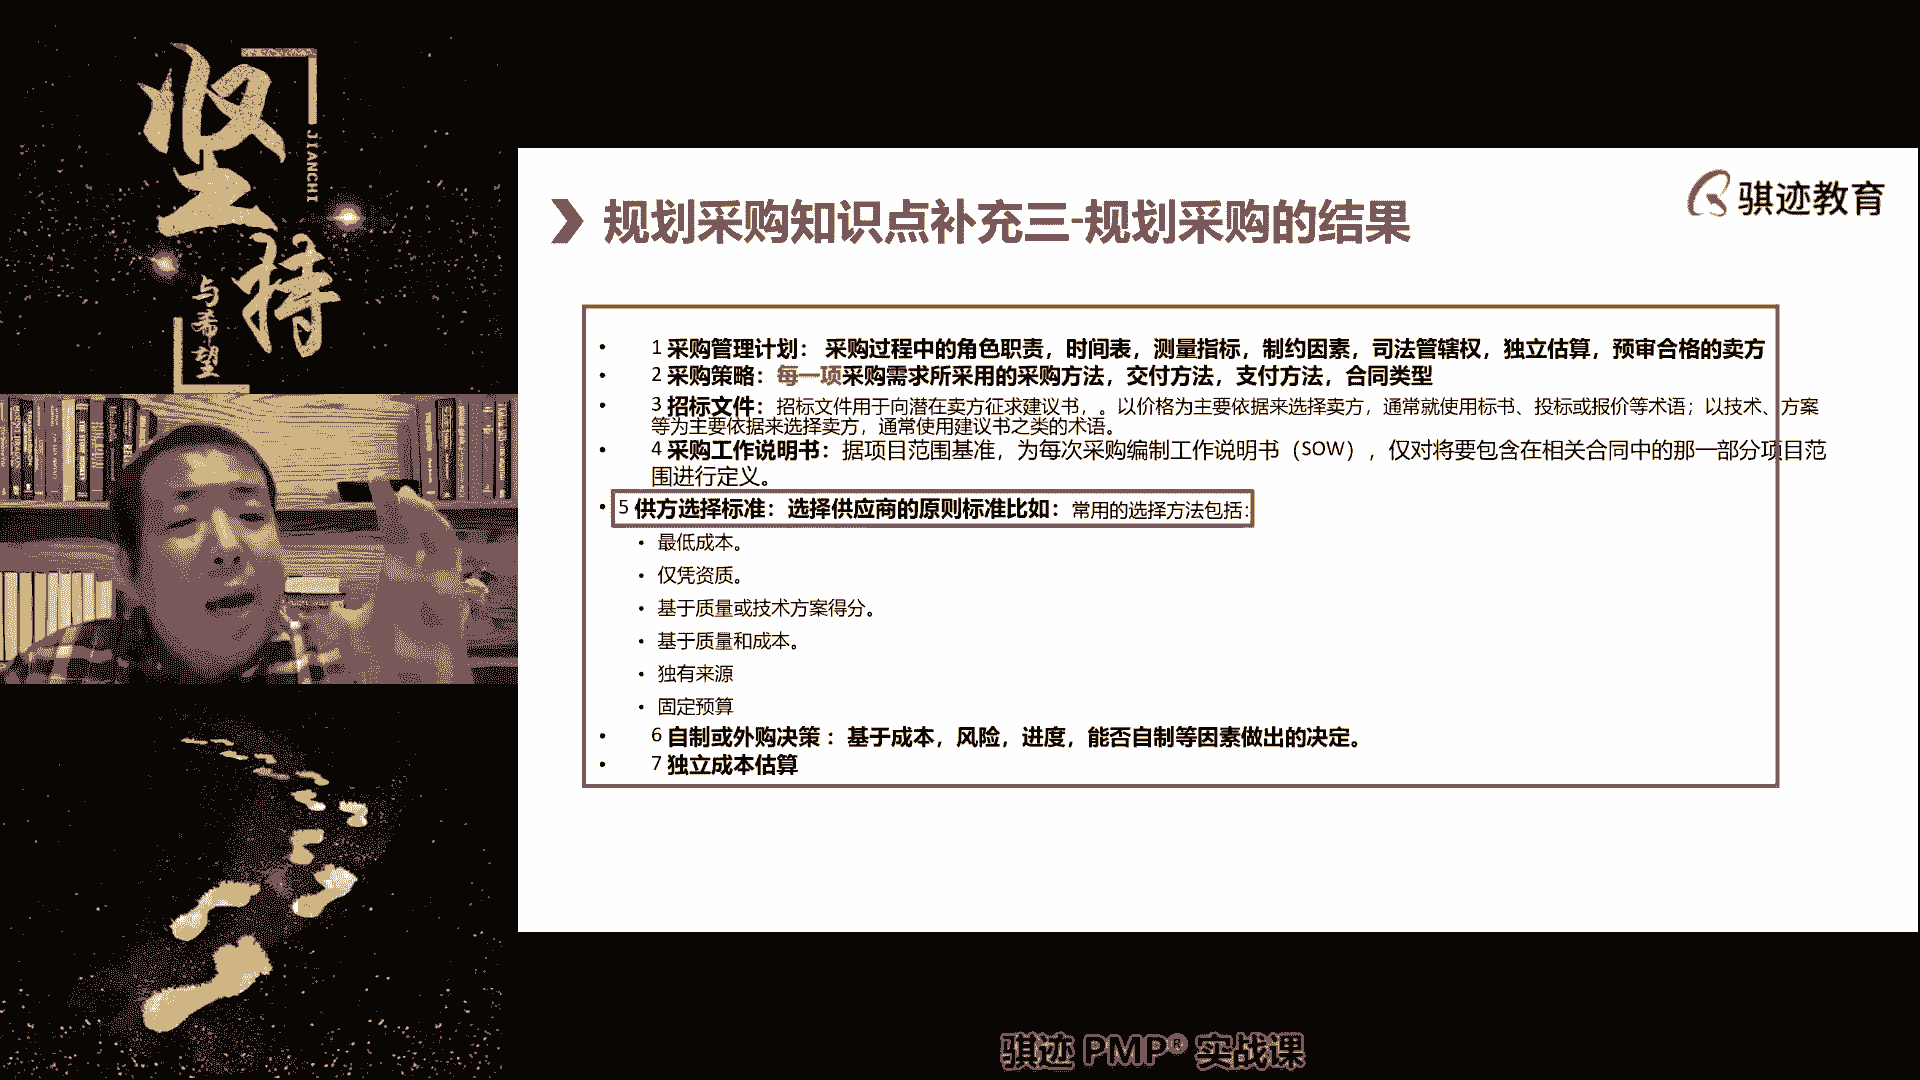 坚持
JIANCHI
与希望
规划采购知识点补充三-规划采购的结果
骐迹教育
• 1 采购管理计划： 采购过程中的角色职责，时间表，测量指标，制约因素，司法管辖权，独立估算，预审合格的卖方
• 2 采购策略：每一项采购需求所采用的采购方法，交付方法，支付方法，合同类型
• 3 招标文件：招标文件用于向潜在卖方征求建议书，。以价格为主要依据来选择卖方，通常就使用标书、投标或报价等术语；以技术、方案
等为主要依据来选择卖方，通常使用建议书之类的术语。
• 4 采购工作说明书：据项目范围基准，为每次采购编制工作说明书（SOW），仅对将要包含在相关合同中的那一部分项目范
围进行定义。
• 5 供方选择标准：选择供应商的原则标准比如：常用的选择方法包括：
• 最低成本。
• 仅凭资质。
• 基于质量或技术方案得分。
• 基于质量和成本。
• 独有来源
• 固定预算
• 6 自制或外购决策 ：基于成本，风险，进度，能否自制等因素做出的决定。
• 7 独立成本估算
骐迹 PMP® 实战课